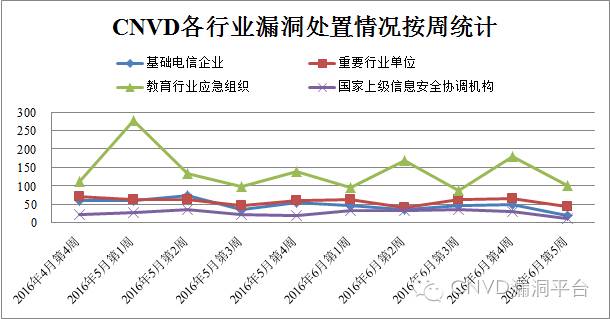 CNVD各行业漏洞处置情况按周统计
基础电信企业
重要行业单位
教育行业应急组织
国家上级信息安全协调机构
300
250
200
150
100
50
0
2016年4月第4周
2016年5月第1周
2016年5月第2周
2016年5月第3周
2016年5月第4周
2016年6月第1周
2016年6月第2周
2016年6月第3周
2016年6月第4周
2016年6月第5周
CNVD漏洞平台